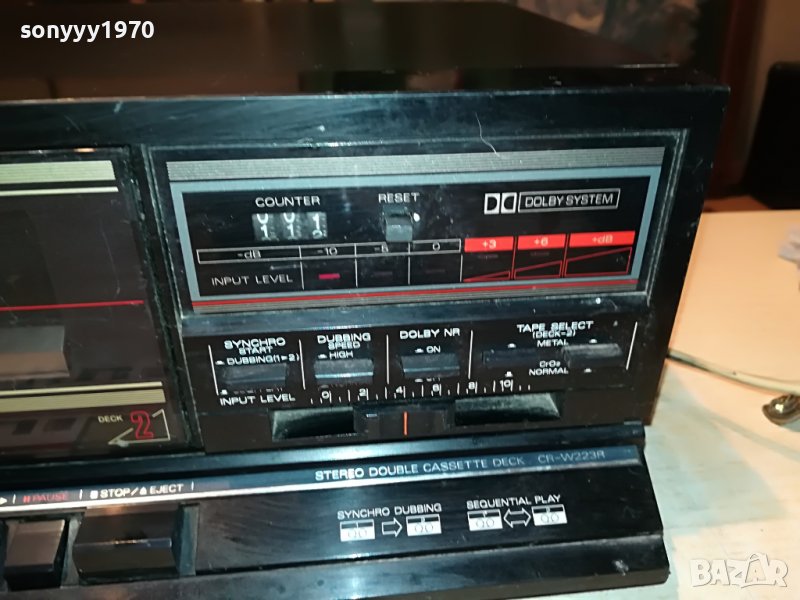 sonyyy1970
COUNTER
RESET
DOLBY SYSTEM
-dB -10 -5 0 +3 +6 +dB
INPUT LEVEL
SYNCHRO START
DUBBING(1▸2)
DUBBING SPEED
HIGH
DOLBY NR
ON
TAPE SELECT
(DECK-2)
METAL
CrO₂
NORMAL
INPUT LEVEL 0 2 4 6 8 10
DECK 2
STEREO DOUBLE CASSETTE DECK CR-W223R
PAUSE STOP/EJECT
SYNCHRO DUBBING
SEQUENTIAL PLAY
BAZAR